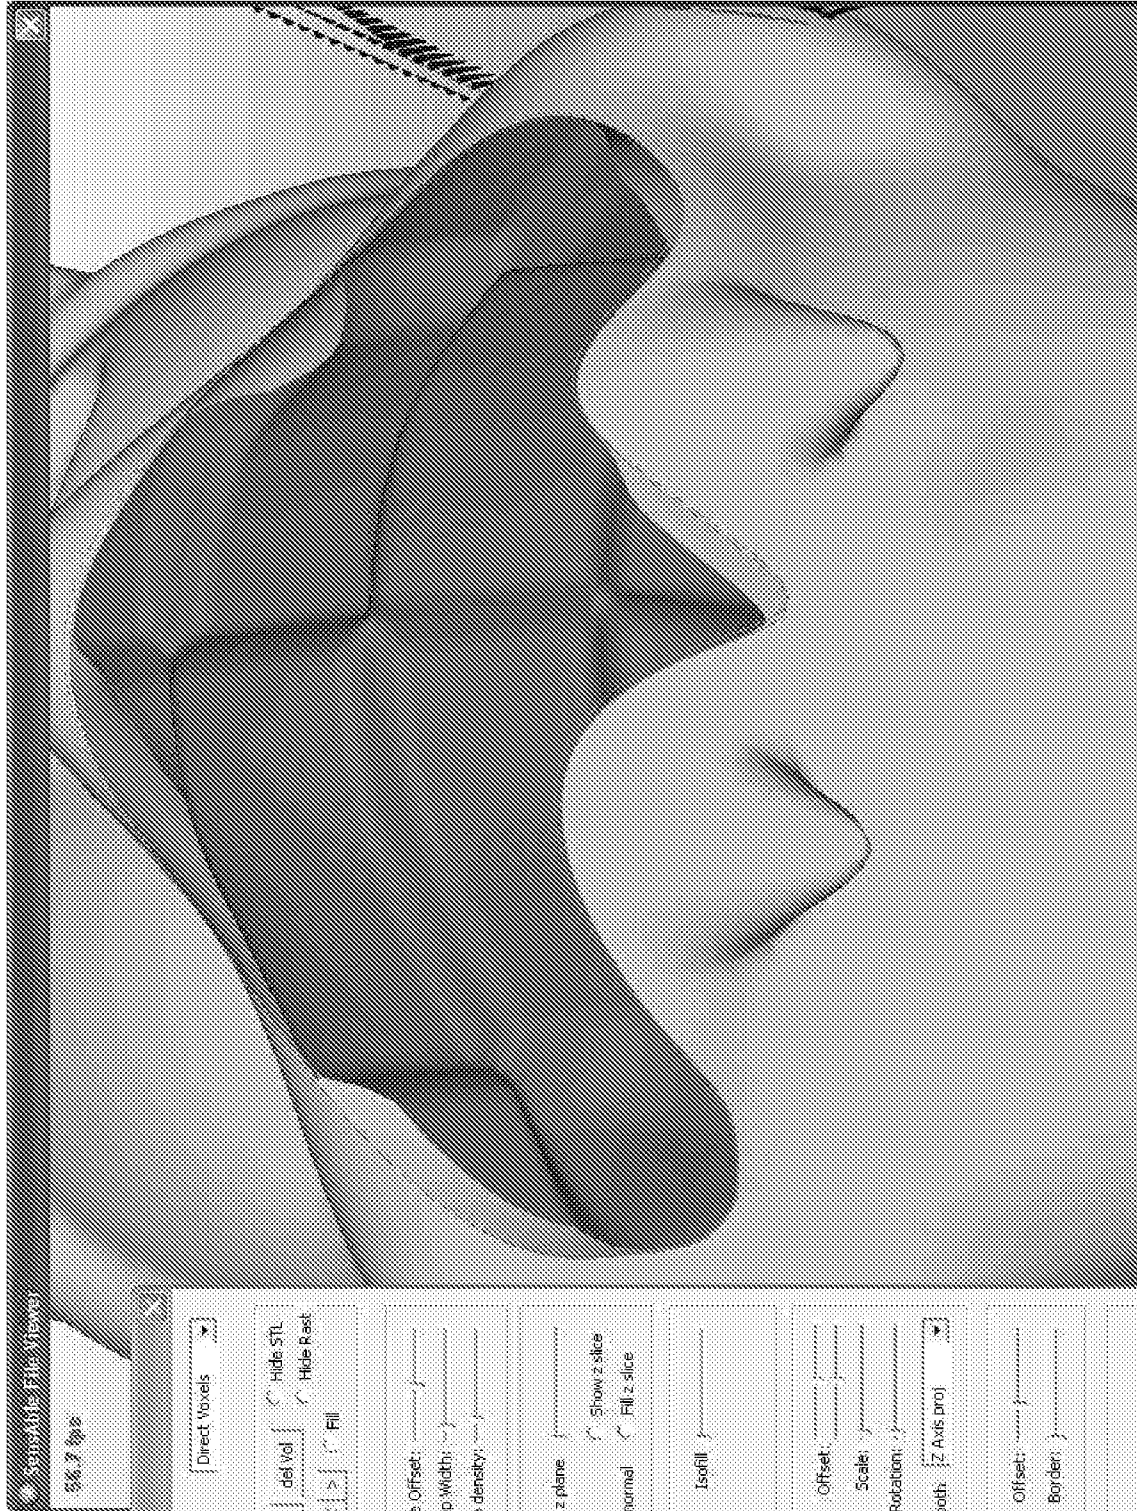 SensAble File Viewer
56.7 fps
Direct Voxels
del Vol
Hide STL
> Fill
Hide Rast
Offset:
Width:
density:
z plane
Show z slice
normal
Fill z slice
Isofill
Offset:
Scale:
Rotation:
Z Axis proj
Offset:
Border: